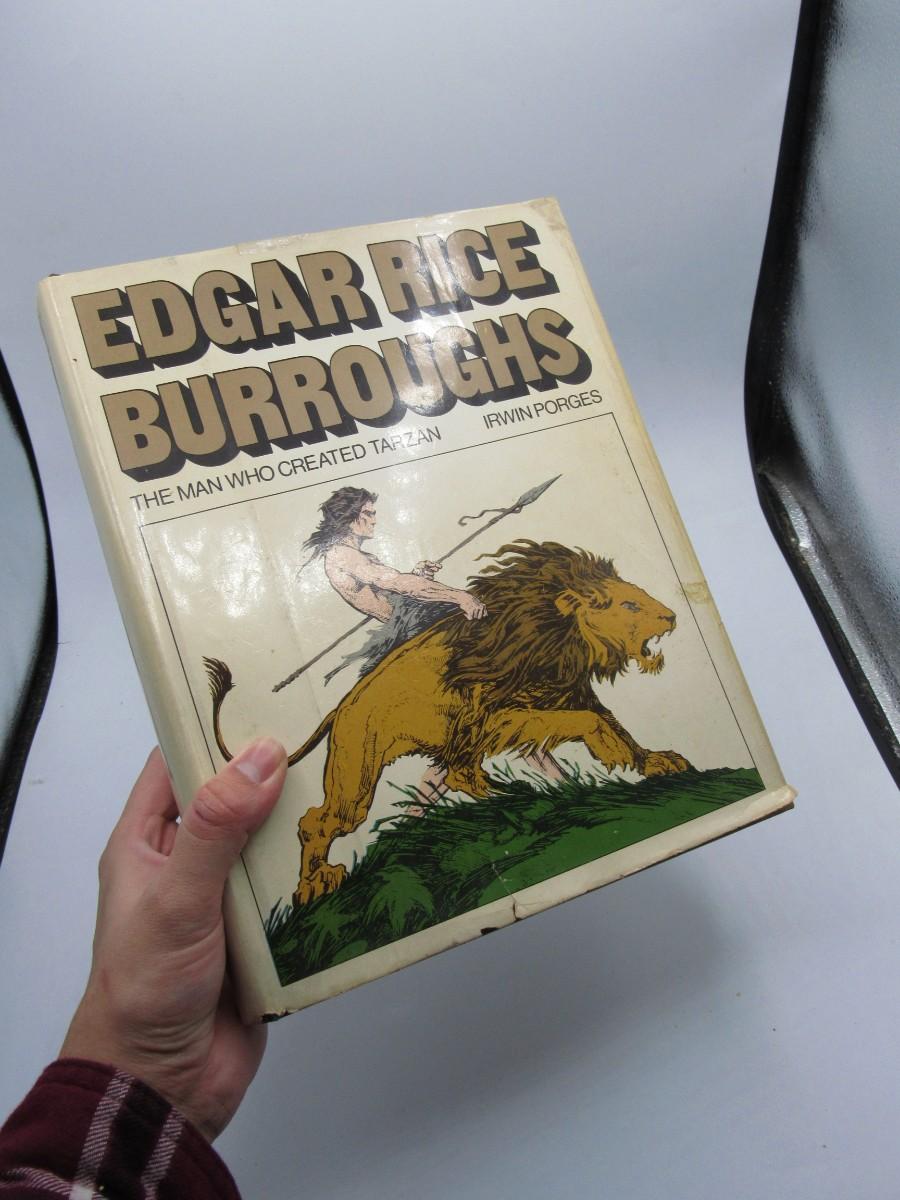 EDGAR RICE
BURROUGHS
THE MAN WHO CREATED TARZAN IRWIN PORGES